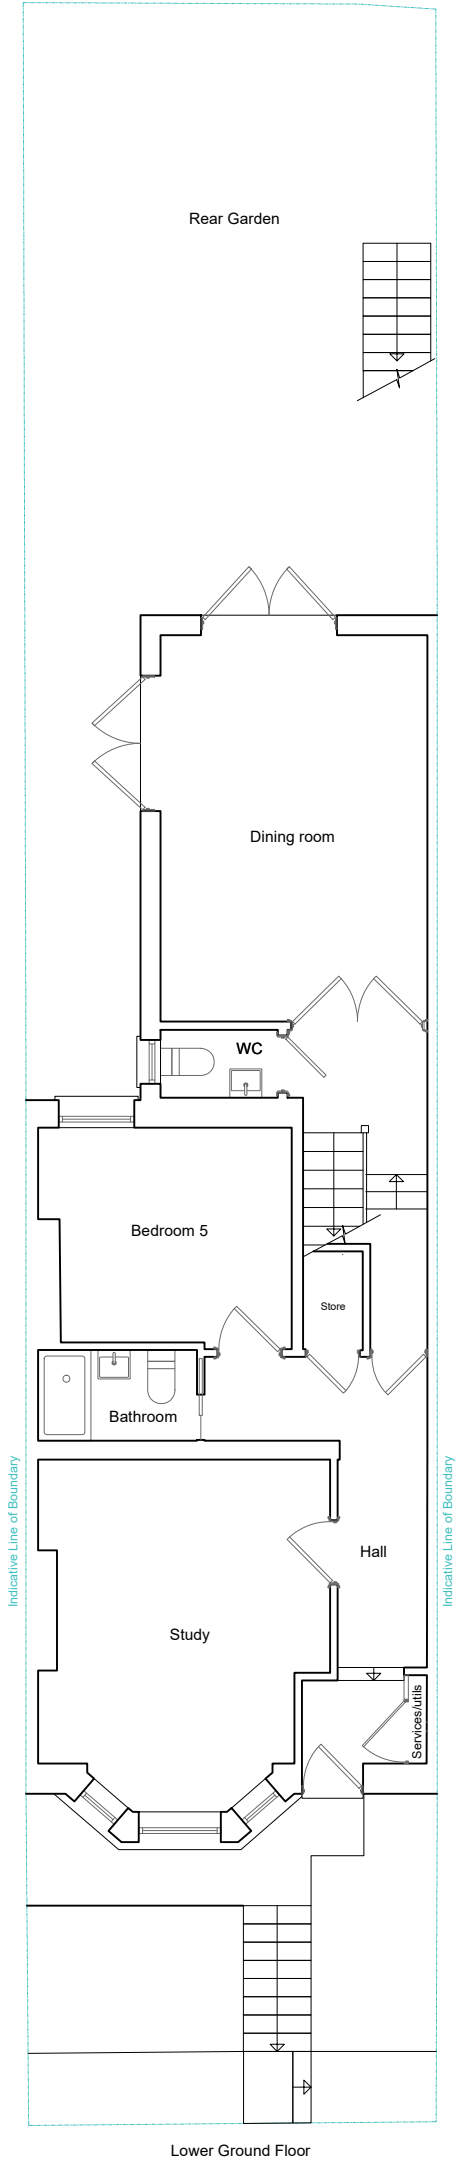 Rear Garden
Dining room
WC
Bedroom 5
Store
Bathroom
Indicative Line of Boundary
Indicative Line of Boundary
Hall
Study
Services/utils
Lower Ground Floor